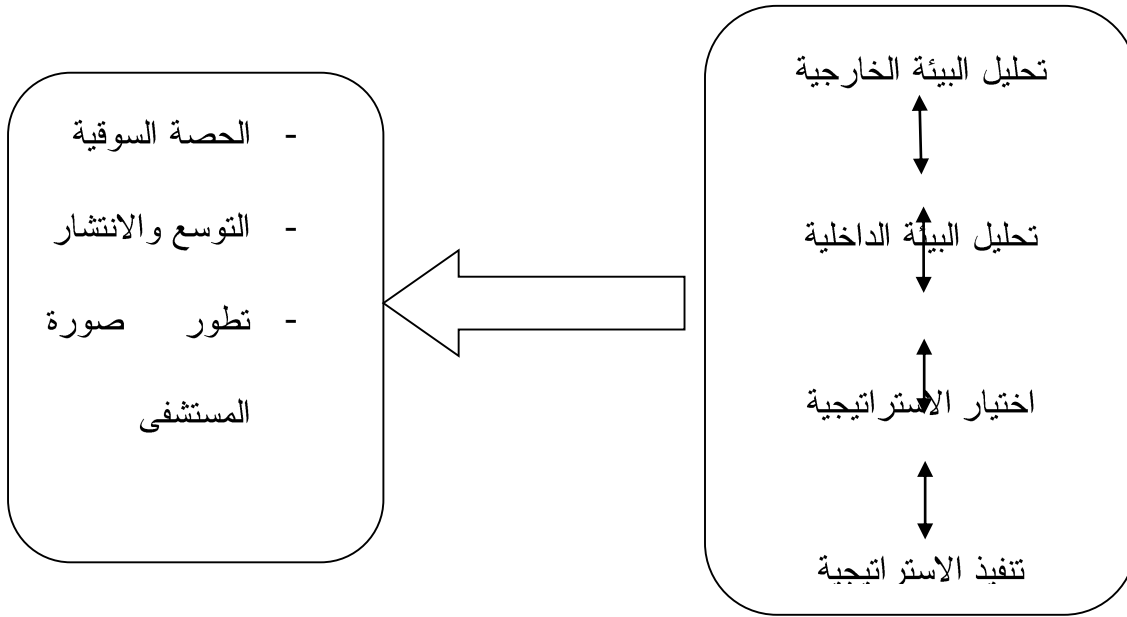 تحليل البيئة الخارجية
تحليل البيئة الداخلية
اختيار الاستراتيجية
تنفيذ الاستراتيجية
- الحصة السوقية
- التوسع والانتشار
- تطور صورة
المستشفى